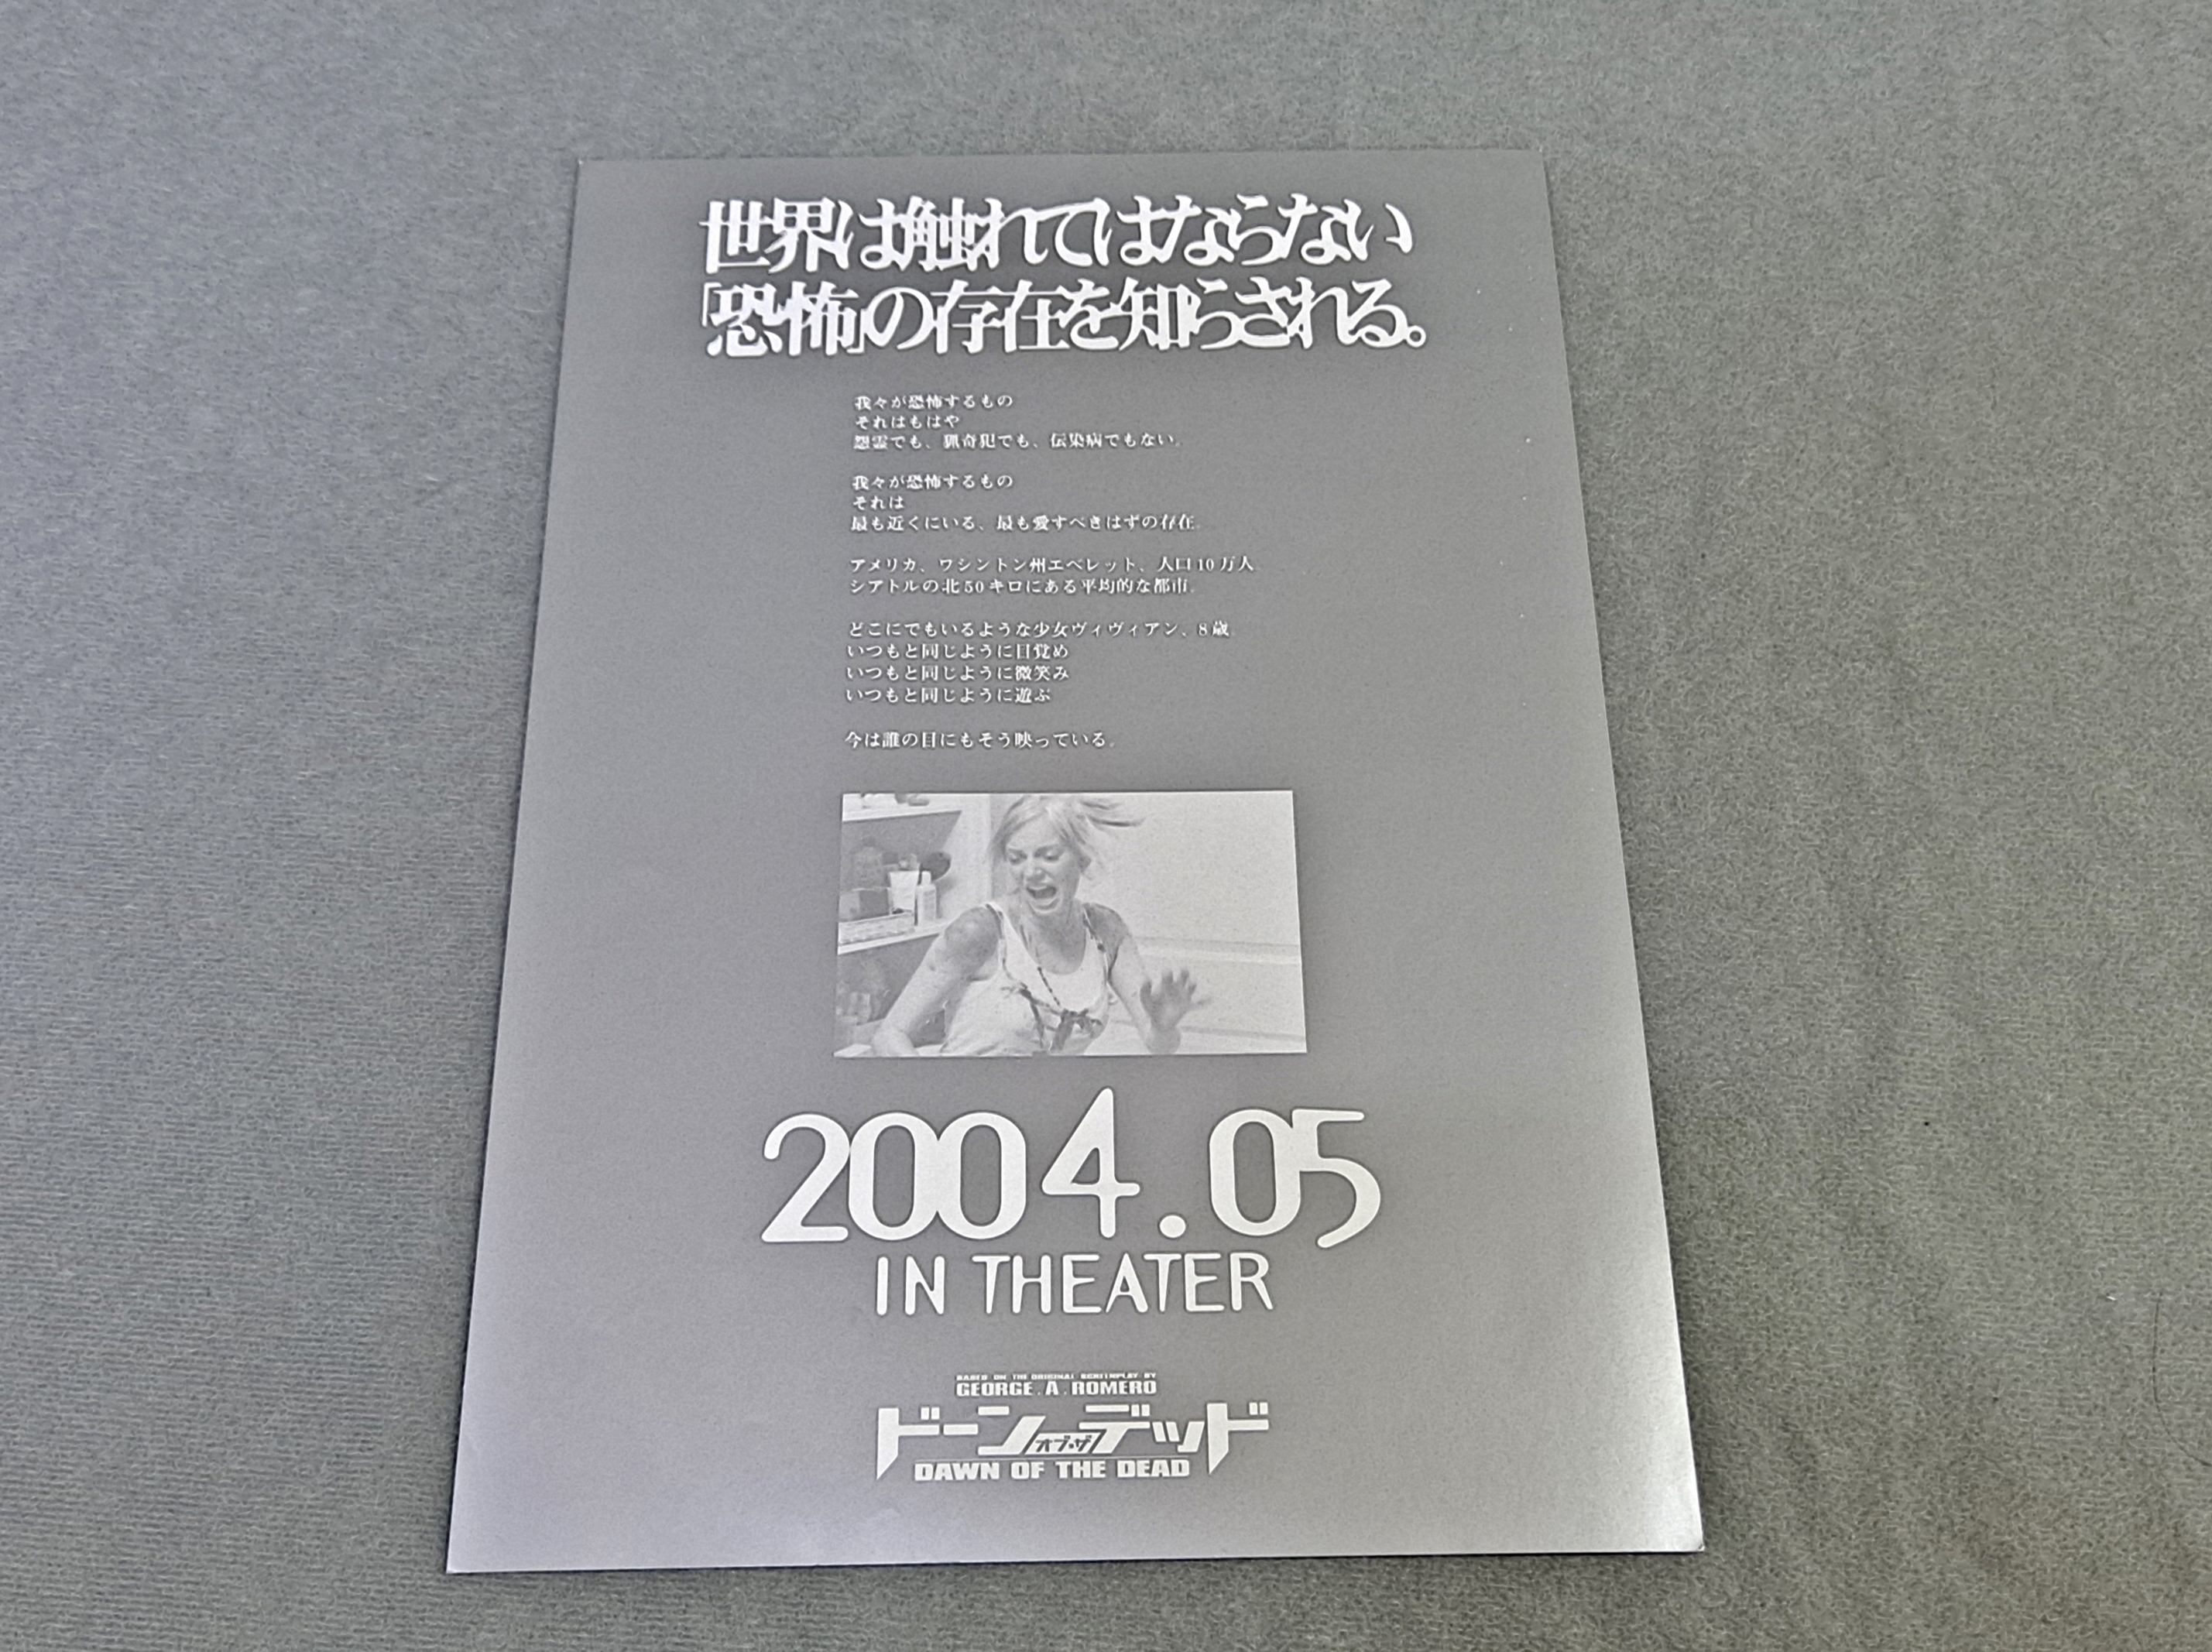 世界は触れてはならない
「恐怖」の存在を知らされる。
我々が恐怖するもの
それはもはや
怨霊でも、猟奇犯でも、伝染病でもない。
我々が恐怖するもの
それは
最も近くにいる、最も愛すべきはずの存在。
アメリカ、ワシントン州エベレット、人口10万人
シアトルの北50キロにある平均的な都市。
どこにでもいるような少女ヴィヴィアン、8歳
いつもと同じように目覚め
いつもと同じように微笑み
いつもと同じように遊ぶ
今は誰の目にもそう映っている。
2004.05
IN THEATER
BASED ON THE ORIGINAL SCREENPLAY BY
GEORGE.A.ROMERO
ドーン・オブ・ザ・デッド
DAWN OF THE DEAD